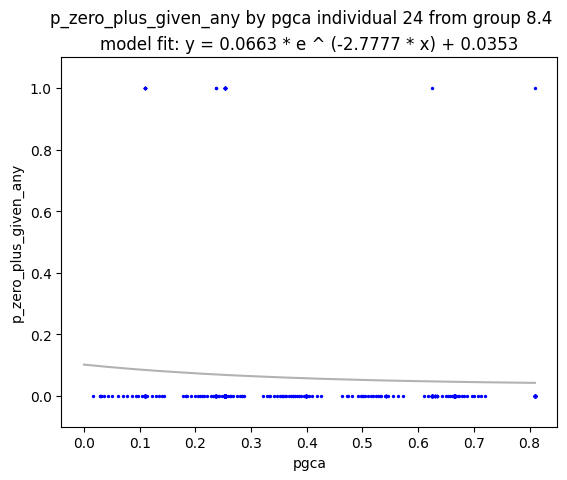 p_zero_plus_given_any by pgca individual 24 from group 8.4
model fit: y = 0.0663 * e ^ (-2.7777 * x) + 0.0353
1.0
0.8
0.6
0.4
0.2
0.0
p_zero_plus_given_any
0.0 0.1 0.2 0.3 0.4 0.5 0.6 0.7 0.8
pgca